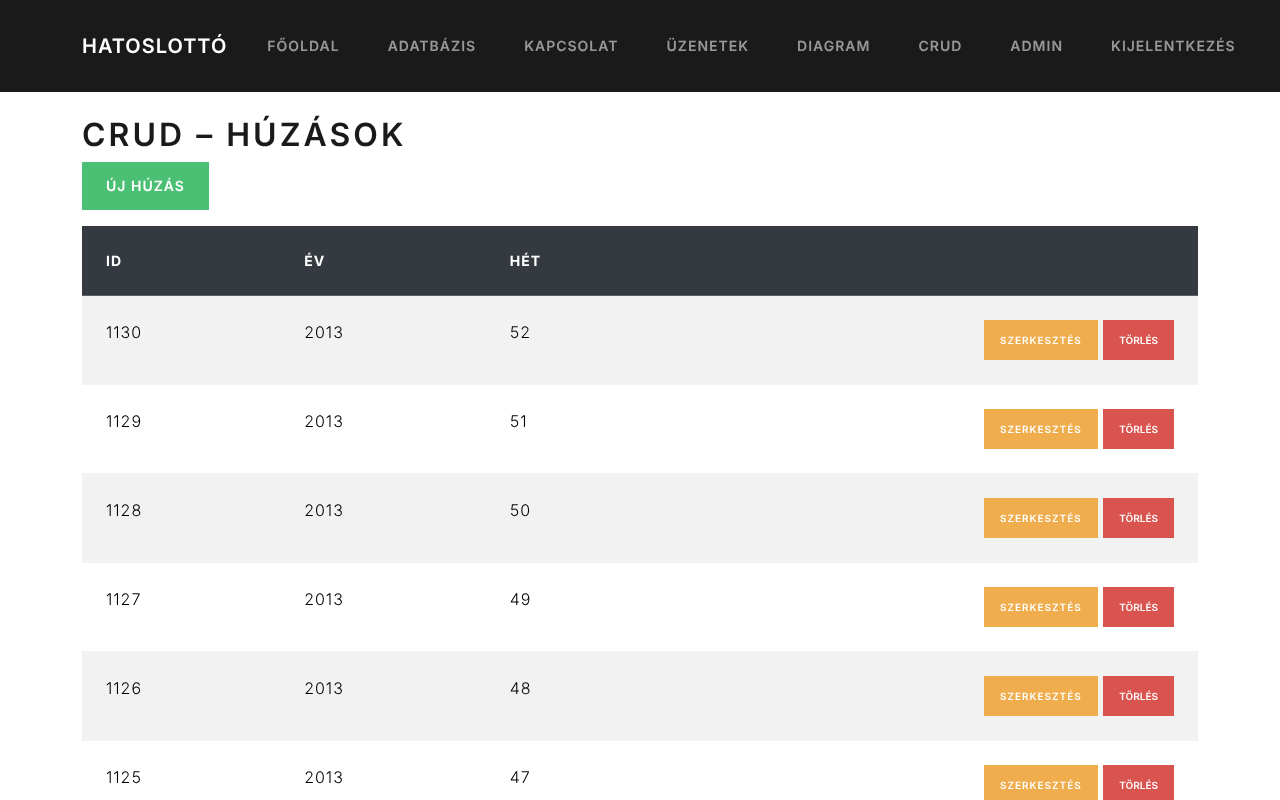 HATOSLOTTÓ FŐOLDAL ADATBÁZIS KAPCSOLAT ÜZENETEK DIAGRAM CRUD ADMIN KIJELENTKEZÉS
CRUD – HÚZÁSOK
ÚJ HÚZÁS
ID ÉV HÉT
1130 2013 52 SZERKESZTÉS TÖRLÉS
1129 2013 51 SZERKESZTÉS TÖRLÉS
1128 2013 50 SZERKESZTÉS TÖRLÉS
1127 2013 49 SZERKESZTÉS TÖRLÉS
1126 2013 48 SZERKESZTÉS TÖRLÉS
1125 2013 47 SZERKESZTÉS TÖRLÉS